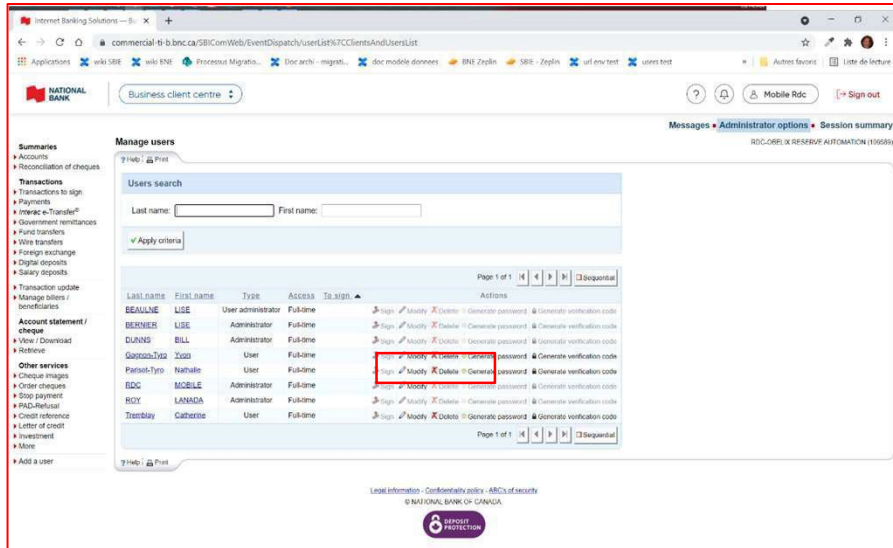 Internet Banking Solutions — Bu
commercial-ti-b.bnc.ca/SBIComWeb/EventDispatch/userList%7CClientsAndUsersList
Applications wiki SBIE wiki BNE Processus Migratio... Doc archi - migrati... doc modele donnees BNE Zeplin SBIE - Zeplin url env test users test » Autres favoris Liste de lecture
NATIONAL BANK Business client centre ? Mobile Rdc Sign out
Messages • Administrator options • Session summary
RDC-OBELIX RESERVE AUTOMATION (109589)
Summaries
Accounts
Reconciliation of cheques
Transactions
Transactions to sign
Payments
Interac e-Transfer®
Government remittances
Fund transfers
Wire transfers
Foreign exchange
Digital deposits
Salary deposits
Transaction update
Manage billers / beneficiaries
Account statement / cheque
View / Download
Retrieve
Other services
Cheque images
Order cheques
Stop payment
PAD-Refusal
Credit reference
Letter of credit
Investment
More
Add a user
Manage users
? Help Print
Users search
Last name: First name:
Apply criteria
Page 1 of 1 Sequential
Last name First name Type Access To sign Actions
BEAULNE LISE User administrator Full-time Sign Modify Delete Generate password Generate verification code
BERNIER LISE Administrator Full-time Sign Modify Delete Generate password Generate verification code
DUNNS BILL Administrator Full-time Sign Modify Delete Generate password Generate verification code
Gagnon-Tyro Yvon User Full-time Sign Modify Delete Generate password Generate verification code
Parisot-Tyro Nathalie User Full-time Sign Modify Delete Generate password Generate verification code
RDC MOBILE Administrator Full-time Sign Modify Delete Generate password Generate verification code
ROY LANADA Administrator Full-time Sign Modify Delete Generate password Generate verification code
Tremblay Catherine User Full-time Sign Modify Delete Generate password Generate verification code
Page 1 of 1 Sequential
? Help Print
Legal information - Confidentiality policy - ABC's of security
© NATIONAL BANK OF CANADA
DEPOSIT PROTECTION